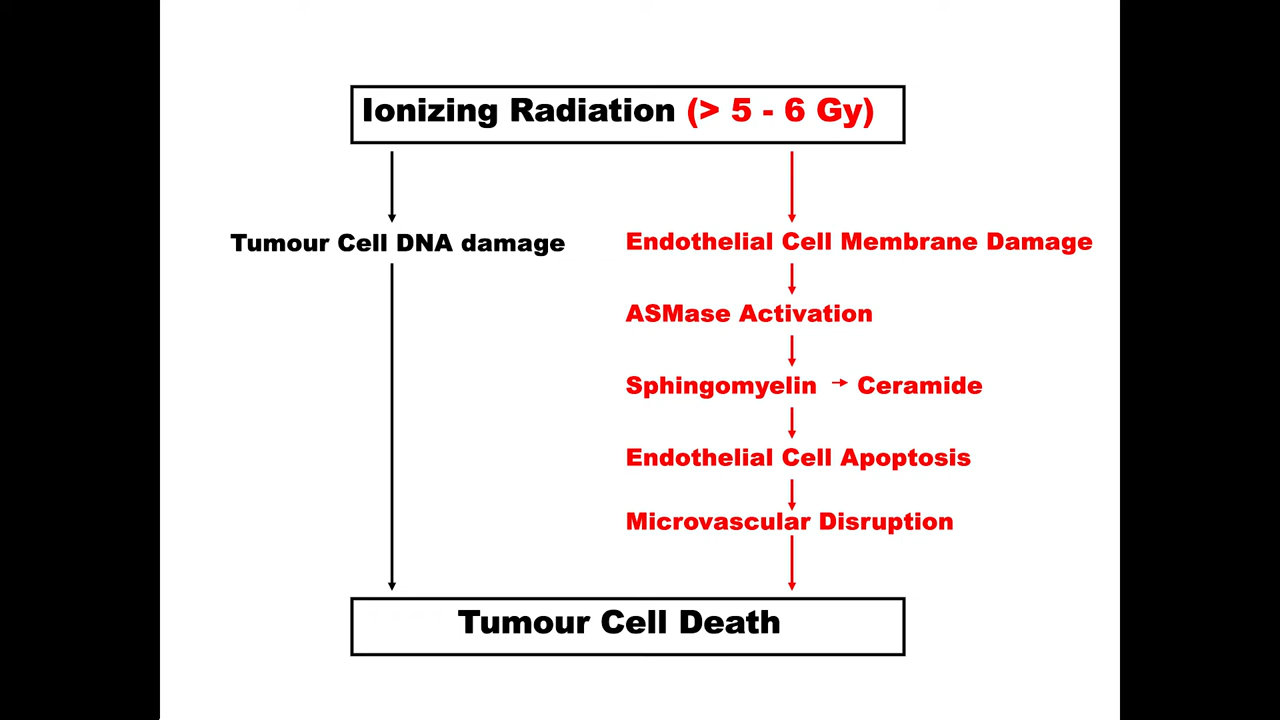 Ionizing Radiation (> 5 - 6 Gy)
Tumour Cell DNA damage
Endothelial Cell Membrane Damage
ASMase Activation
Sphingomyelin → Ceramide
Endothelial Cell Apoptosis
Microvascular Disruption
Tumour Cell Death